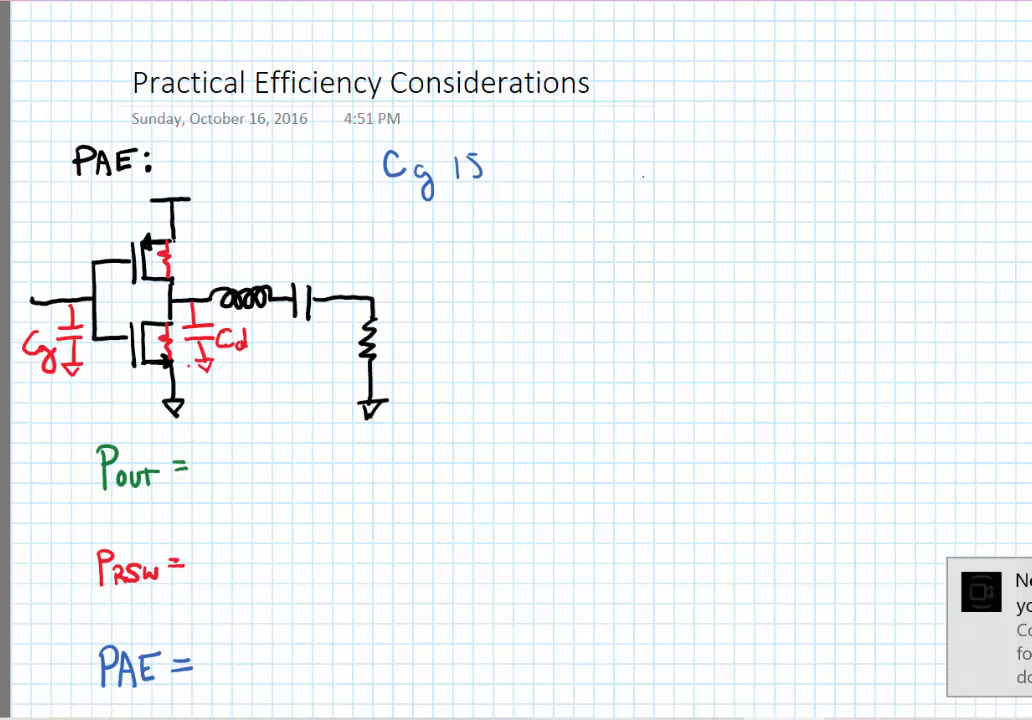 Practical Efficiency Considerations
Sunday, October 16, 2016 4:51 PM
PAE:
Cg is
Cg
Cd
POUT =
PRSW =
PAE =